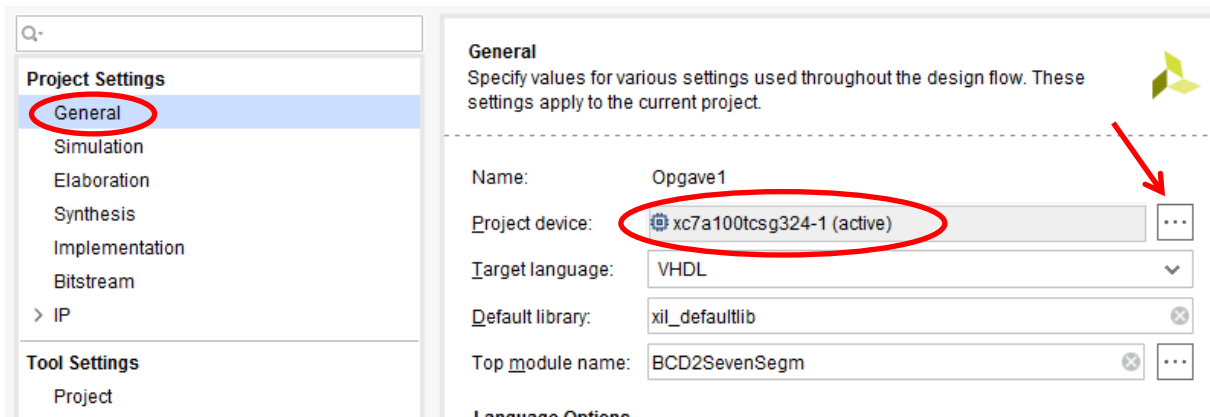 Project Settings
General
Simulation
Elaboration
Synthesis
Implementation
Bitstream
> IP
Tool Settings
Project
General
Specify values for various settings used throughout the design flow. These
settings apply to the current project.
Name: Opgave1
Project device: xc7a100tcsg324-1 (active) ...
Target language: VHDL
Default library: xil_defaultlib
Top module name: BCD2SevenSegm ...
Language Options